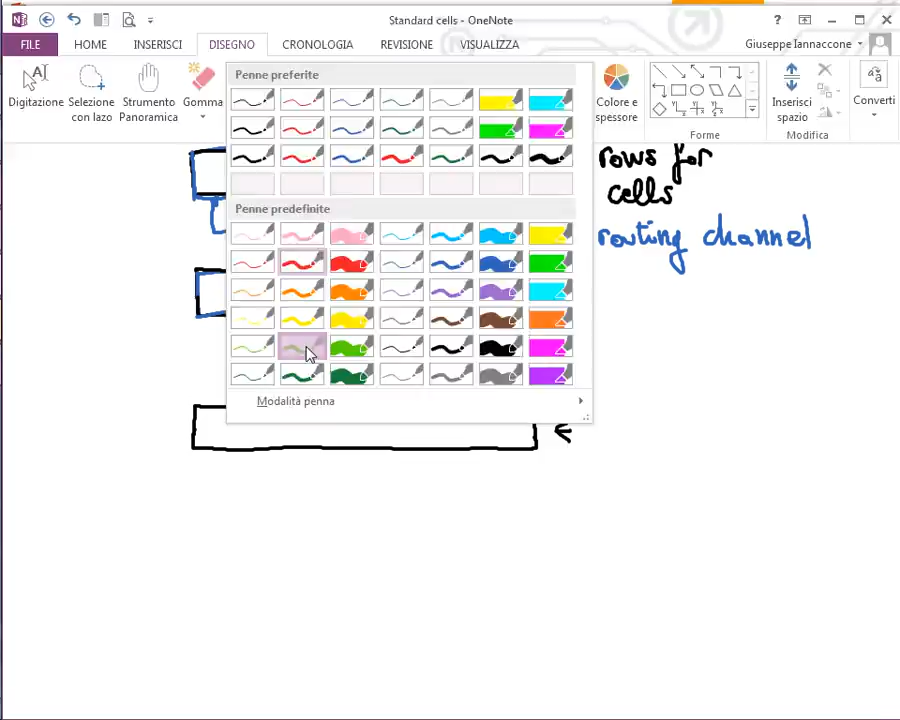 Standard cells - OneNote
FILE HOME INSERISCI DISEGNO CRONOLOGIA REVISIONE VISUALIZZA Giuseppe Iannaccone
Digitazione
Selezione con lazo
Strumento Panoramica
Gomma
Penne preferite
Penne predefinite
Modalità penna
Colore e spessore
Forme
Inserisci spazio
Modifica
Converti
rows for
cells
routing channel